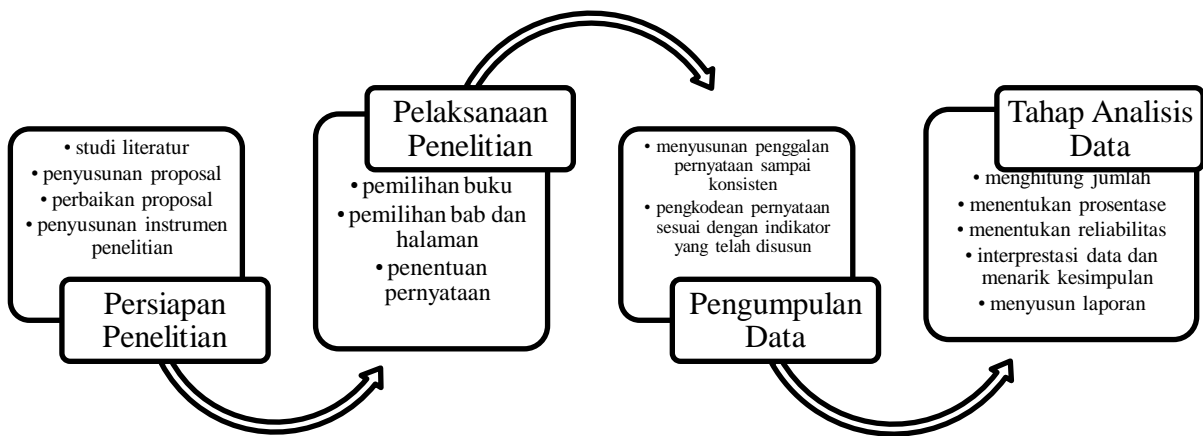 • studi literatur
• penyusunan proposal
• perbaikan proposal
• penyusunan instrumen
penelitian
Persiapan
Penelitian
Pelaksanaan
Penelitian
• pemilihan buku
• pemilihan bab dan
halaman
• penentuan
pernyataan
• menyusunan penggalan
pernyataan sampai
konsisten
• pengkodean pernyataan
sesuai dengan indikator
yang telah disusun
Pengumpulan
Data
Tahap Analisis
Data
• menghitung jumlah
• menentukan prosentase
• menentukan reliabilitas
• interprestasi data dan
menarik kesimpulan
• menyusun laporan